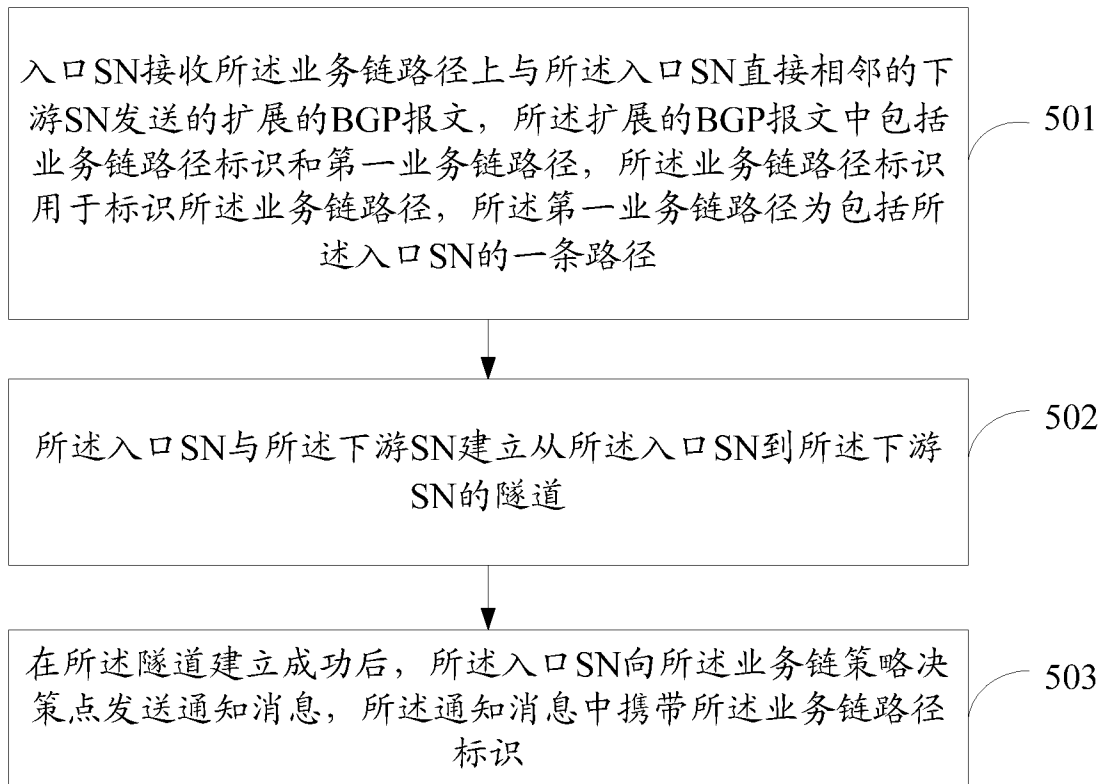 入口SN接收所述业务链路径上与所述入口SN直接相邻的下
游SN发送的扩展的BGP报文，所述扩展的BGP报文中包括
业务链路径标识和第一业务链路径，所述业务链路径标识
用于标识所述业务链路径，所述第一业务链路径为包括所
述入口SN的一条路径
501
所述入口SN与所述下游SN建立从所述入口SN到所述下游
SN的隧道
502
在所述隧道建立成功后，所述入口SN向所述业务链策略决
策点发送通知消息，所述通知消息中携带所述业务链路径
标识
503